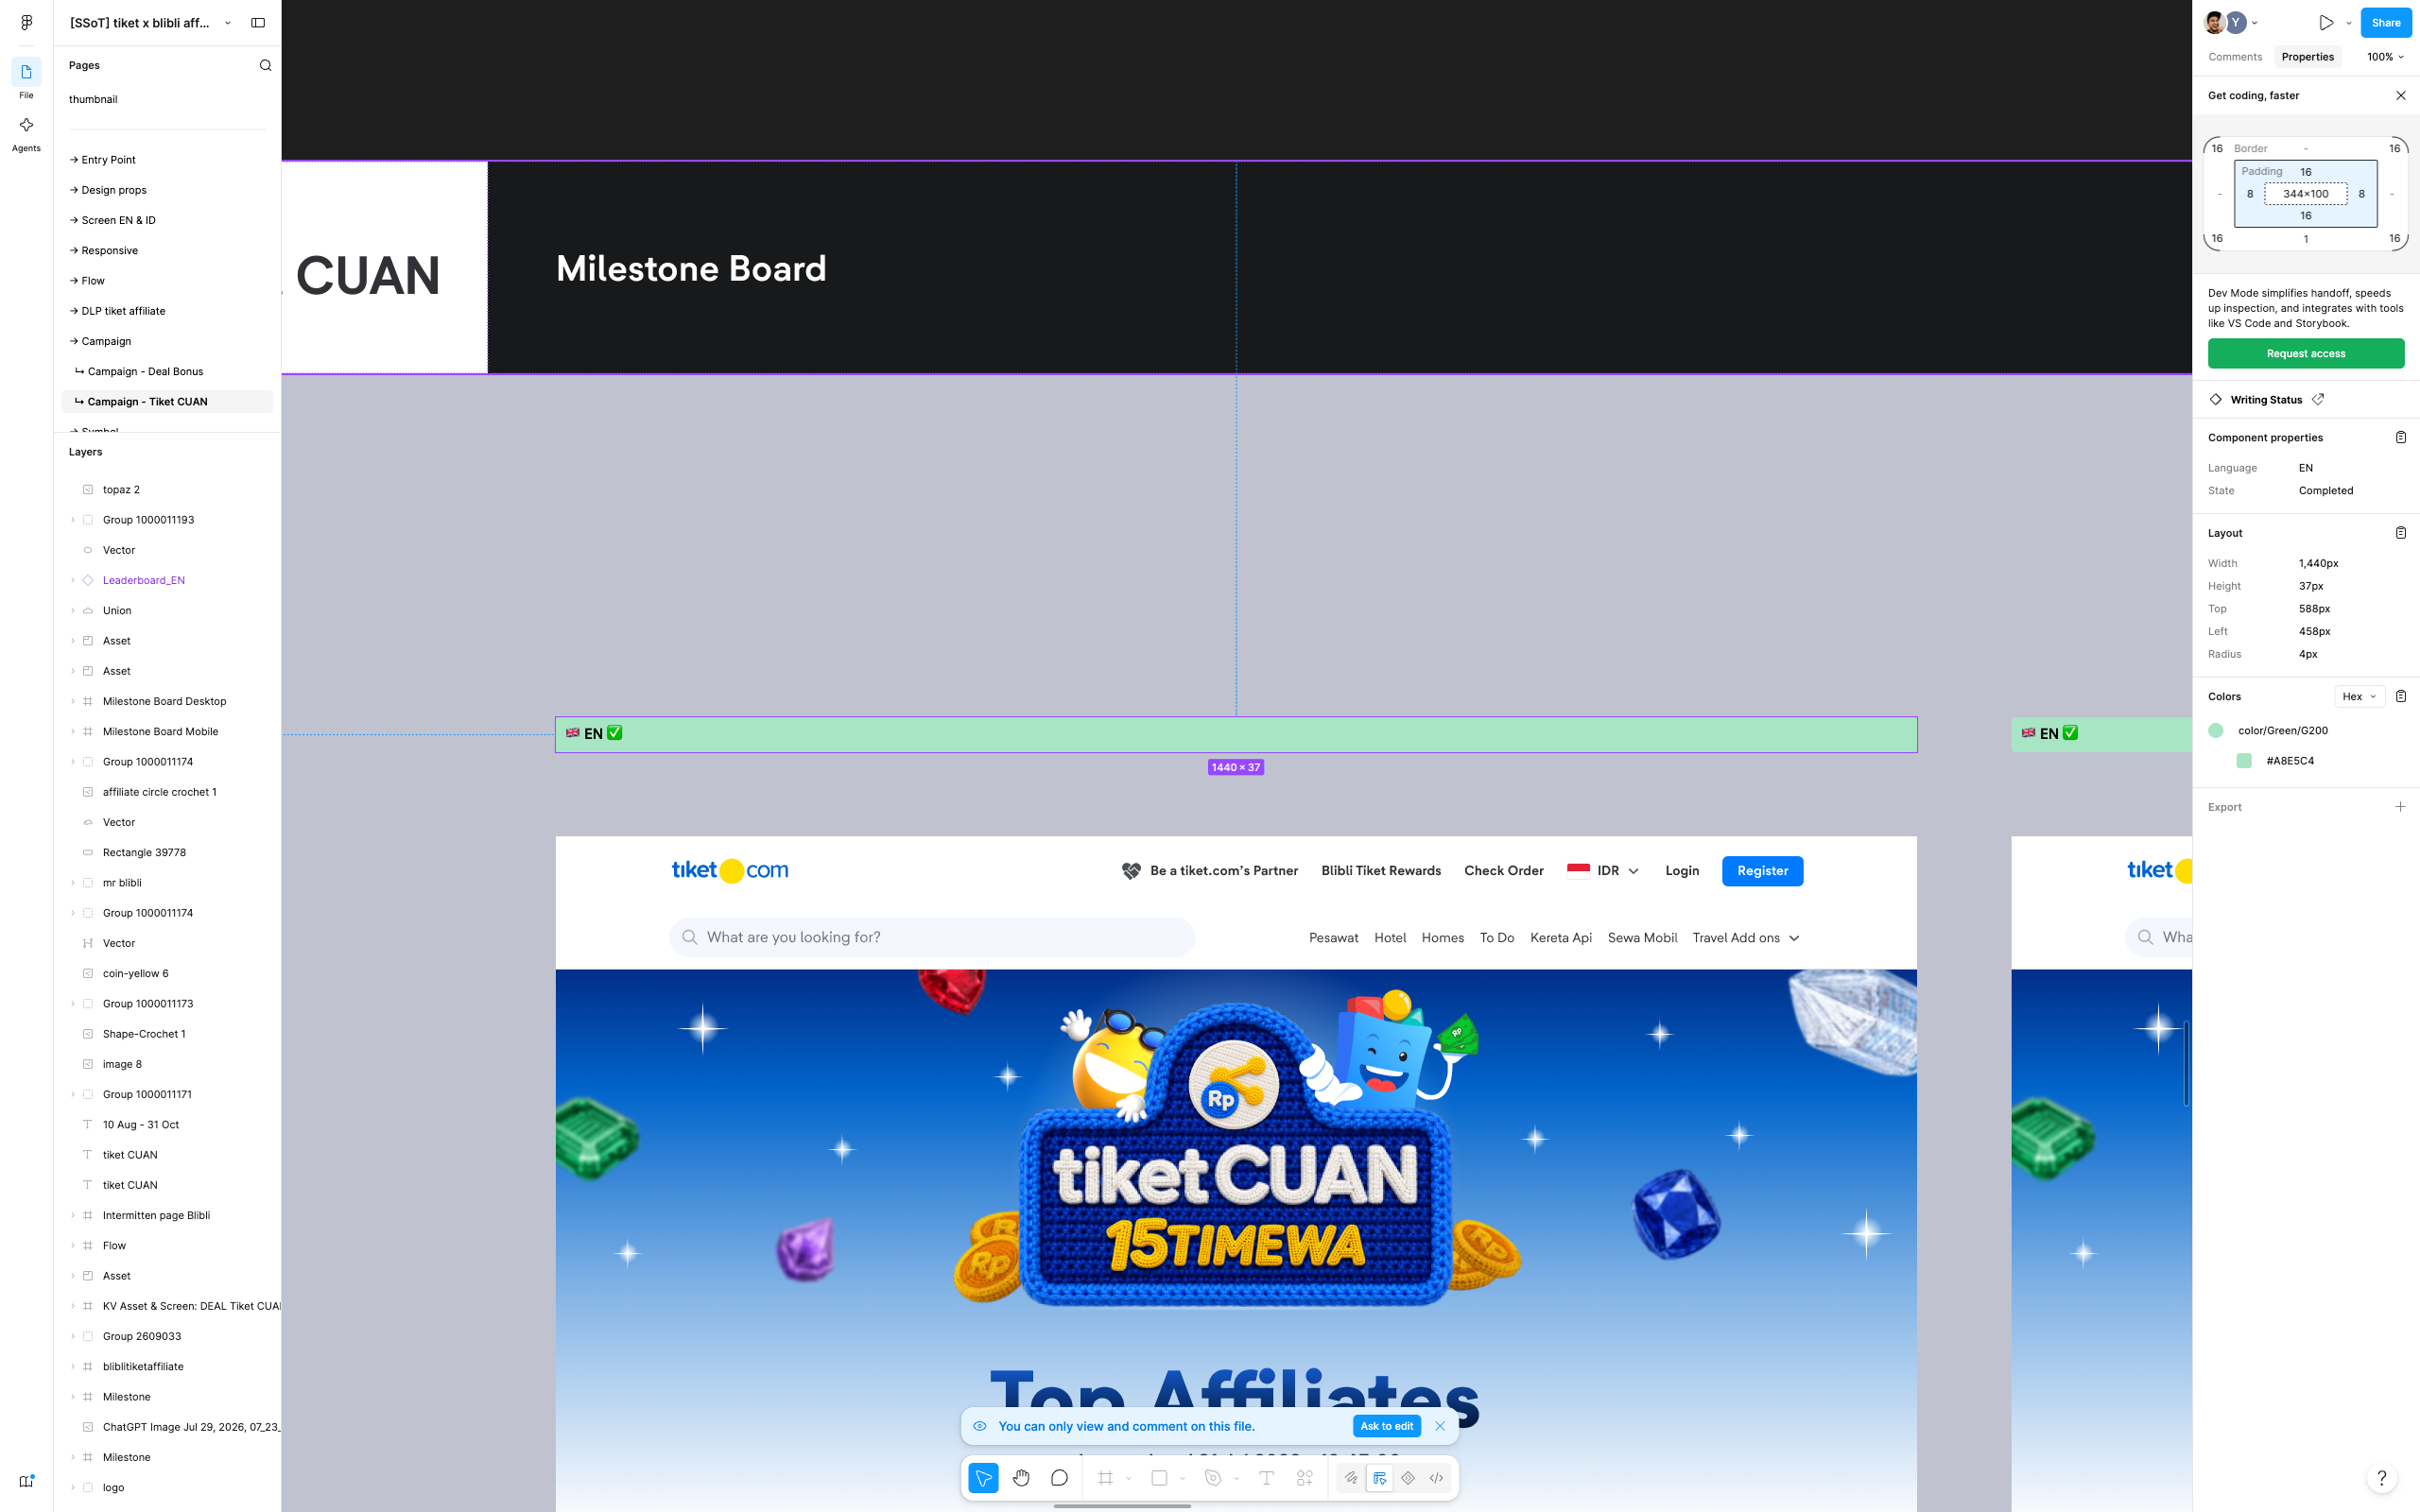 [SSoT] tiket x blibli aff...
File
Agents
Pages
thumbnail
→ Entry Point
→ Design props
→ Screen EN & ID
→ Responsive
→ Flow
→ DLP tiket affiliate
→ Campaign
↳ Campaign - Deal Bonus
↳ Campaign - Tiket CUAN
→ Symbol
Layers
topaz 2
Group 1000011193
Vector
Leaderboard_EN
Union
Asset
Asset
Milestone Board Desktop
Milestone Board Mobile
Group 1000011174
affiliate circle crochet 1
Vector
Rectangle 39778
mr blibli
Group 1000011174
Vector
coin-yellow 6
Group 1000011173
Shape-Crochet 1
image 8
Group 1000011171
10 Aug - 31 Oct
tiket CUAN
tiket CUAN
Intermitten page Blibli
Flow
Asset
KV Asset & Screen: DEAL Tiket CUA
Group 2609033
bliblitiketaffiliate
Milestone
ChatGPT Image Jul 29, 2026, 07_23_
Milestone
logo
CUAN
Milestone Board
EN
1440 × 37
EN
tiket com
Be a tiket.com's Partner
Blibli Tiket Rewards
Check Order
IDR
Login
Register
What are you looking for?
Pesawat
Hotel
Homes
To Do
Kereta Api
Sewa Mobil
Travel Add ons
tiket
Wha
Rp
Rp
tiket CUAN
15TIMEWA
Rp
Rp
Top Affiliates
You can only view and comment on this file.
Ask to edit
Y
Share
Comments
Properties
100%
Get coding, faster
16
Border
-
16
Padding
16
-
8
344×100
8
-
16
16
1
16
Dev Mode simplifies handoff, speeds
up inspection, and integrates with tools
like VS Code and Storybook.
Request access
Writing Status
Component properties
Language
EN
State
Completed
Layout
Width
1,440px
Height
37px
Top
588px
Left
458px
Radius
4px
Colors
Hex
color/Green/G200
#A8E5C4
Export
?